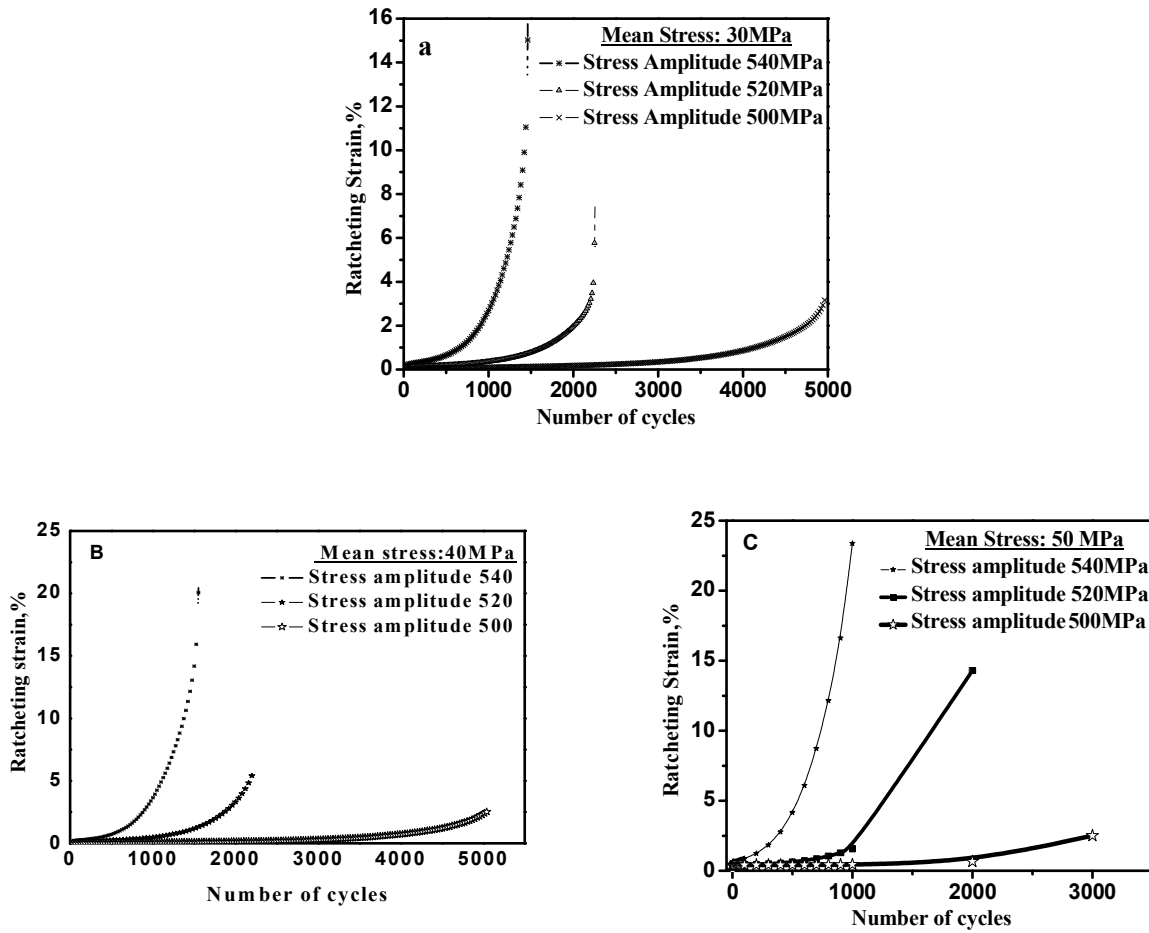 a
Mean Stress: 30MPa
Stress Amplitude 540MPa
Stress Amplitude 520MPa
Stress Amplitude 500MPa
16
14
12
10
8
6
4
2
0
Ratcheting Strain,%
0 1000 2000 3000 4000 5000
Number of cycles
B
Mean stress:40MPa
Stress amplitude 540
Stress amplitude 520
Stress amplitude 500
25
20
15
10
5
0
Ratcheting strain,%
0 1000 2000 3000 4000 5000
Number of cycles
C
Mean Stress: 50 MPa
Stress amplitude 540MPa
Stress amplitude 520MPa
Stress amplitude 500MPa
25
20
15
10
5
0
Ratcheting Strain,%
0 1000 2000 3000
Number of cycles